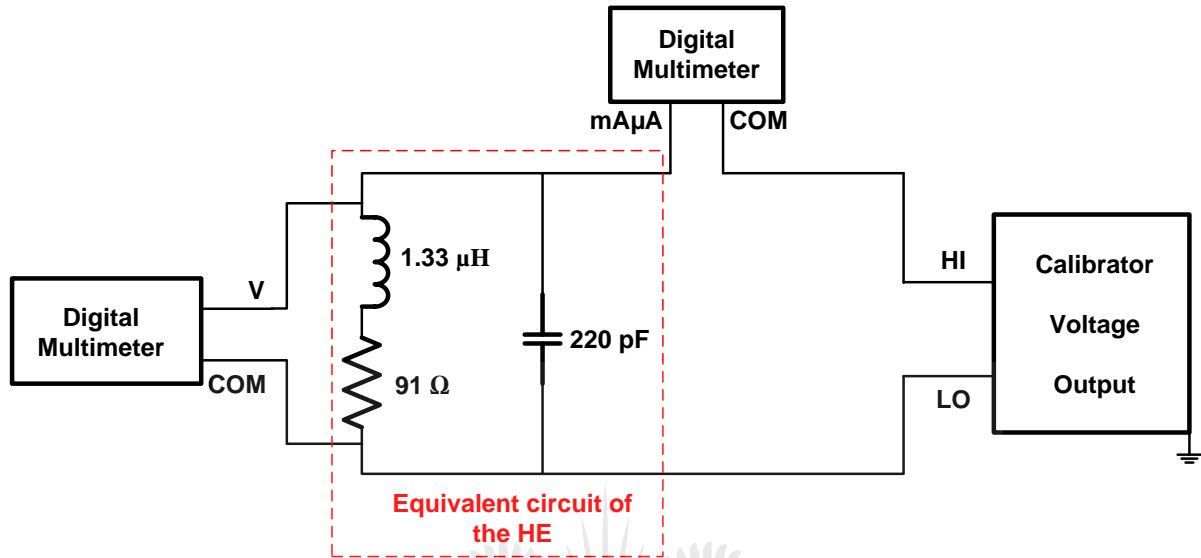 Digital
Multimeter
mAµA
COM
1.33 µH
HI
Calibrator
Voltage
Output
V
Digital
Multimeter
220 pF
COM
91 Ω
LO
Equivalent circuit of
the HE